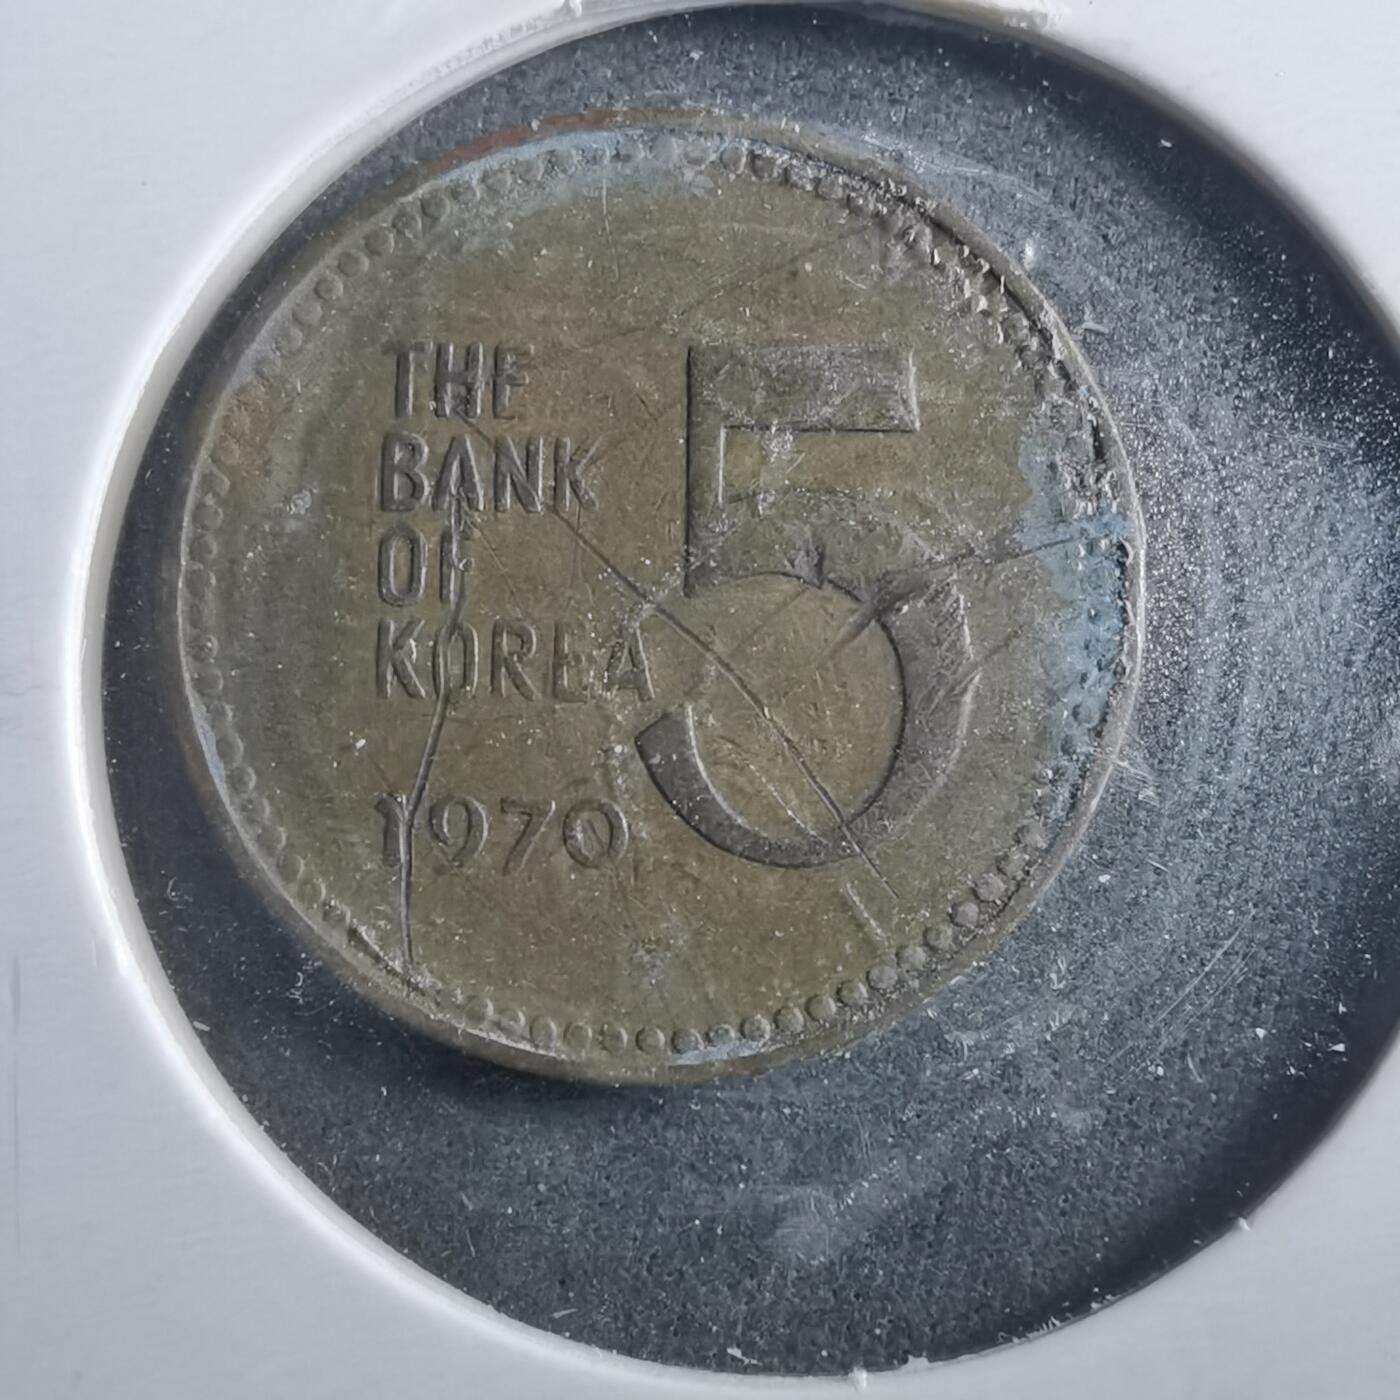 THE
BANK
OF
KOREA
1970
5